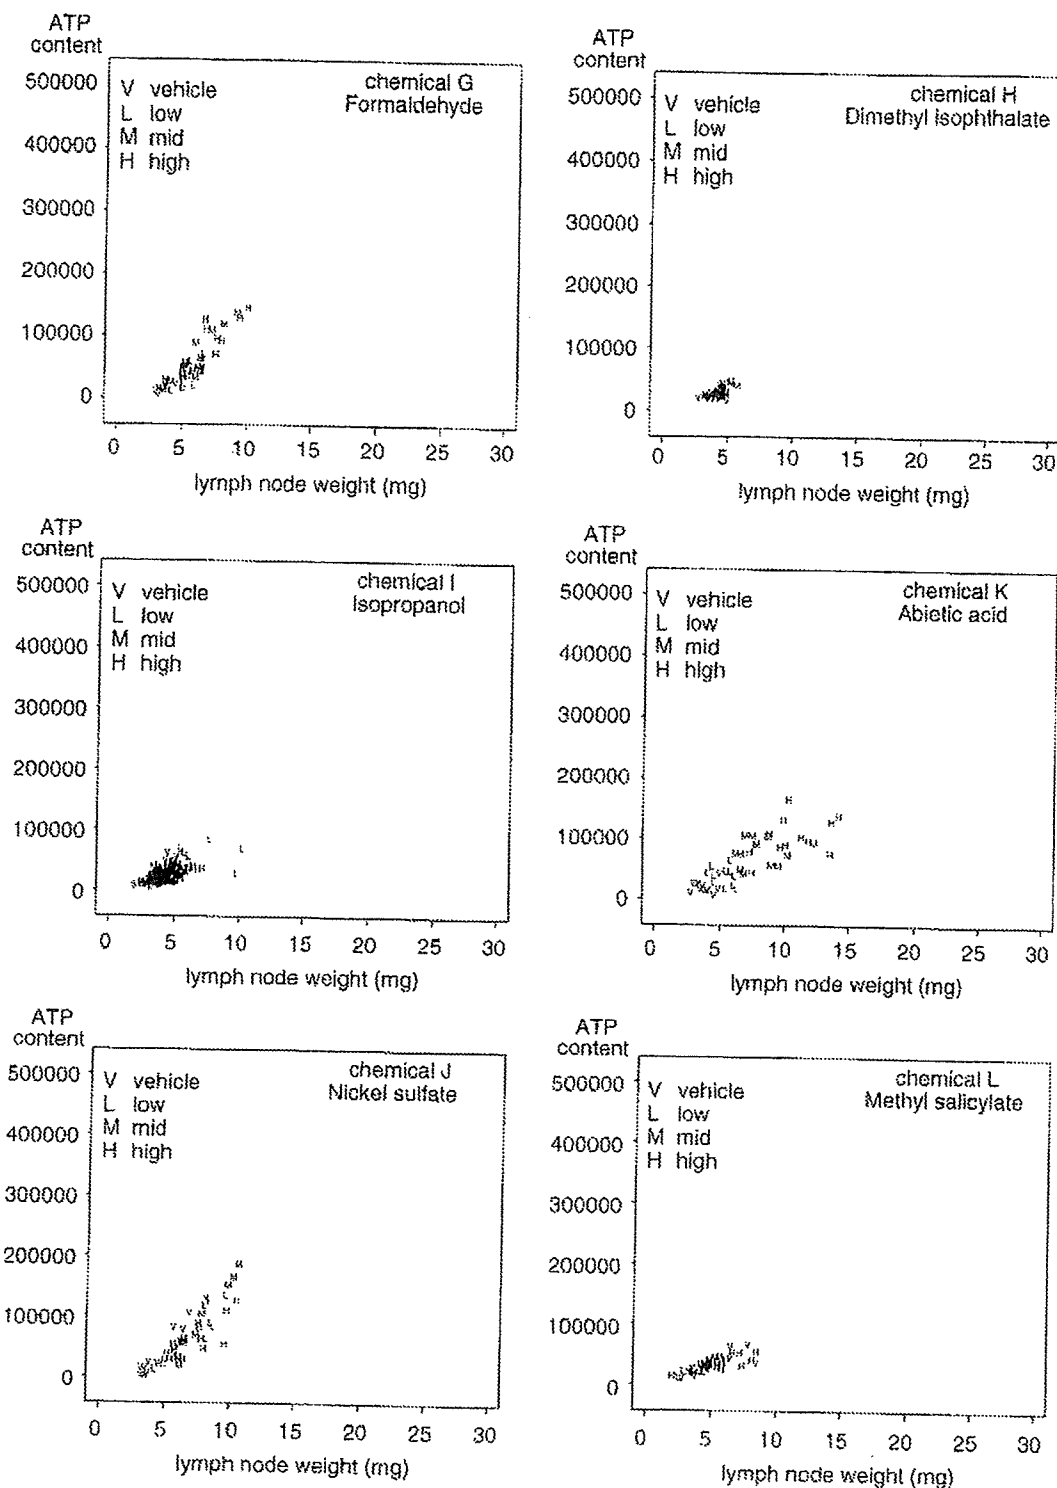 ATP
content
500000
400000
300000
200000
100000
0
V vehicle
L low
M mid
H high
chemical G
Formaldehyde
0 5 10 15 20 25 30
lymph node weight (mg)
ATP
content
500000
400000
300000
200000
100000
0
V vehicle
L low
M mid
H high
chemical H
Dimethyl isophthalate
0 5 10 15 20 25 30
lymph node weight (mg)
ATP
content
500000
400000
300000
200000
100000
0
V vehicle
L low
M mid
H high
chemical I
Isopropanol
0 5 10 15 20 25 30
lymph node weight (mg)
ATP
content
500000
400000
300000
200000
100000
0
V vehicle
L low
M mid
H high
chemical K
Abietic acid
0 5 10 15 20 25 30
lymph node weight (mg)
ATP
content
500000
400000
300000
200000
100000
0
V vehicle
L low
M mid
H high
chemical J
Nickel sulfate
0 5 10 15 20 25 30
lymph node weight (mg)
ATP
content
500000
400000
300000
200000
100000
0
V vehicle
L low
M mid
H high
chemical L
Methyl salicylate
0 5 10 15 20 25 30
lymph node weight (mg)